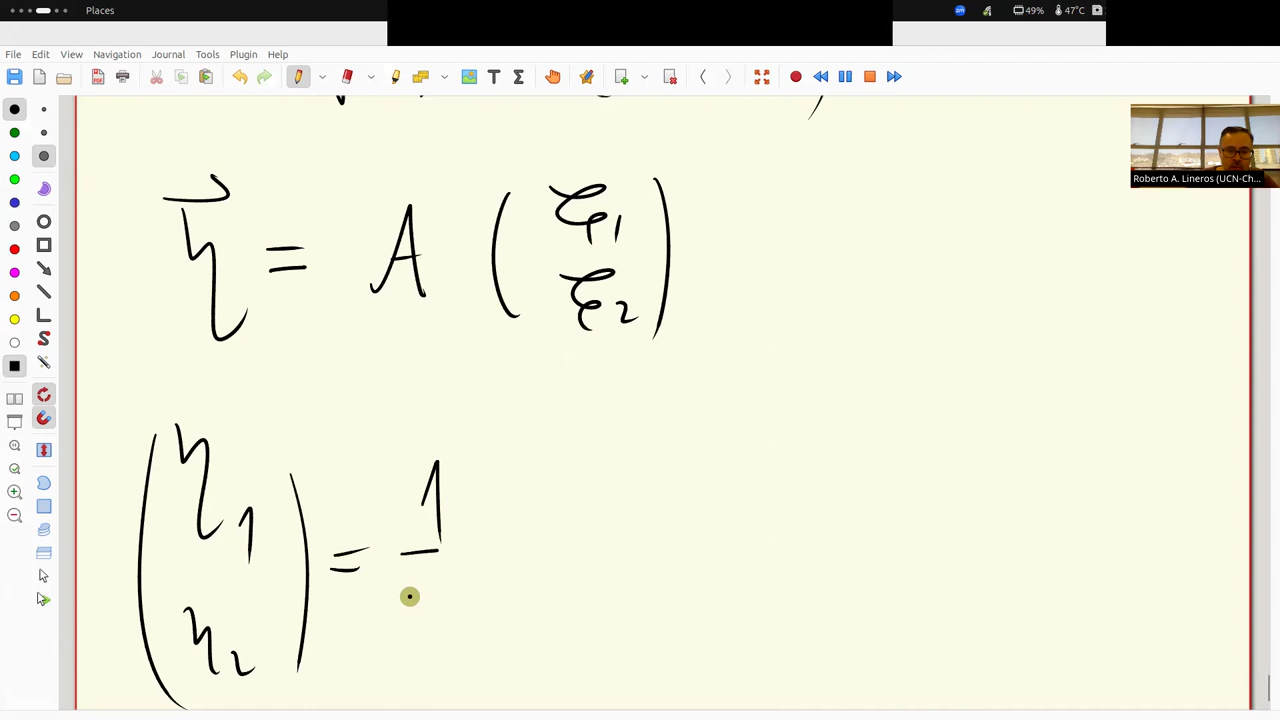 Places
49% 47°C
File Edit View Navigation Journal Tools Plugin Help
Roberto A. Lineros (UCN-Ch...
η⃗ = A ( ξ₁
ξ₂ )
( η₁
η₂ ) = 1